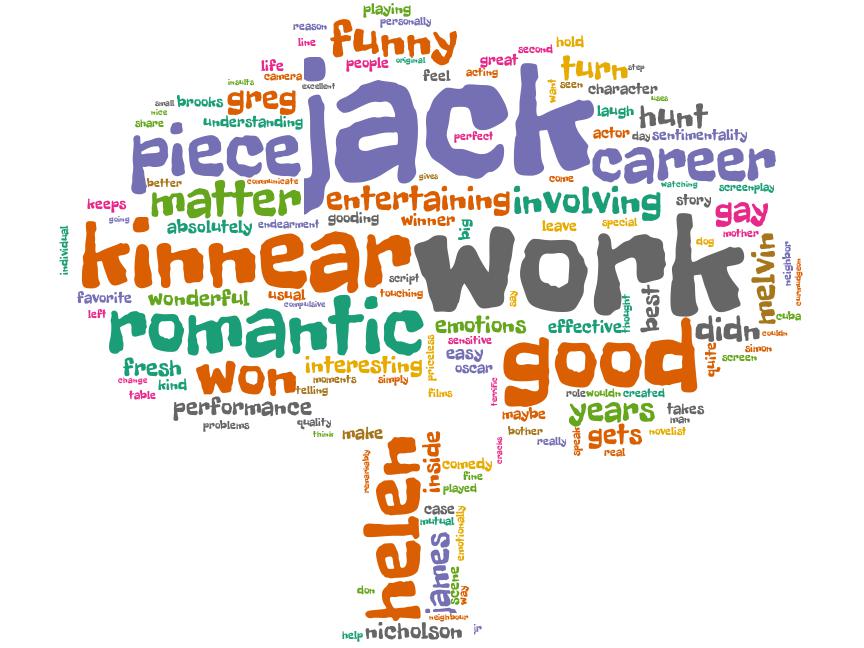 playing
reason personally
line funny second hold
life people original great turn step
camera feel acting
insults excellent want seen character
small brooks greg jack uses
nice laugh hunt
share understanding perfect actor day sentimentality
piece career
better communicate gives come watching screenplay
matter entertaining involving story gay
keeps
going absolutely endearment gooding winner big leave special mother
individual kinnear work dog melvin neighbor
script curmudgeon
favorite wonderful usual touching say
left compulsive thought best cuba
romantic emotions effective didn couldn
sensitive simon
fresh interesting priceless easy good quite screen
change kind won moments simply oscar
table telling films terrific role wouldn created
performance maybe years takes
problems quality man
think make bother speak gets novelist
really real
helen inside cracks
remarkably comedy
fine
played
case
mutual emotionally
james
scene
way
don
neighbour
help nicholson jr